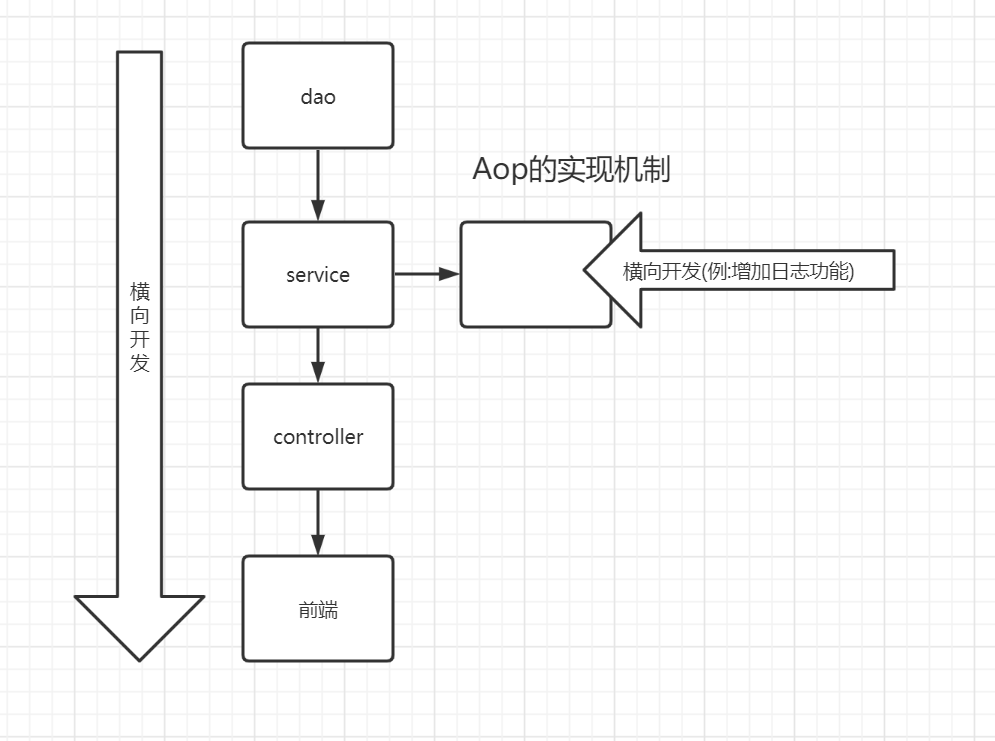 dao
Aop的实现机制
service
横向开发(例:增加日志功能)
横
向
开
发
controller
前端